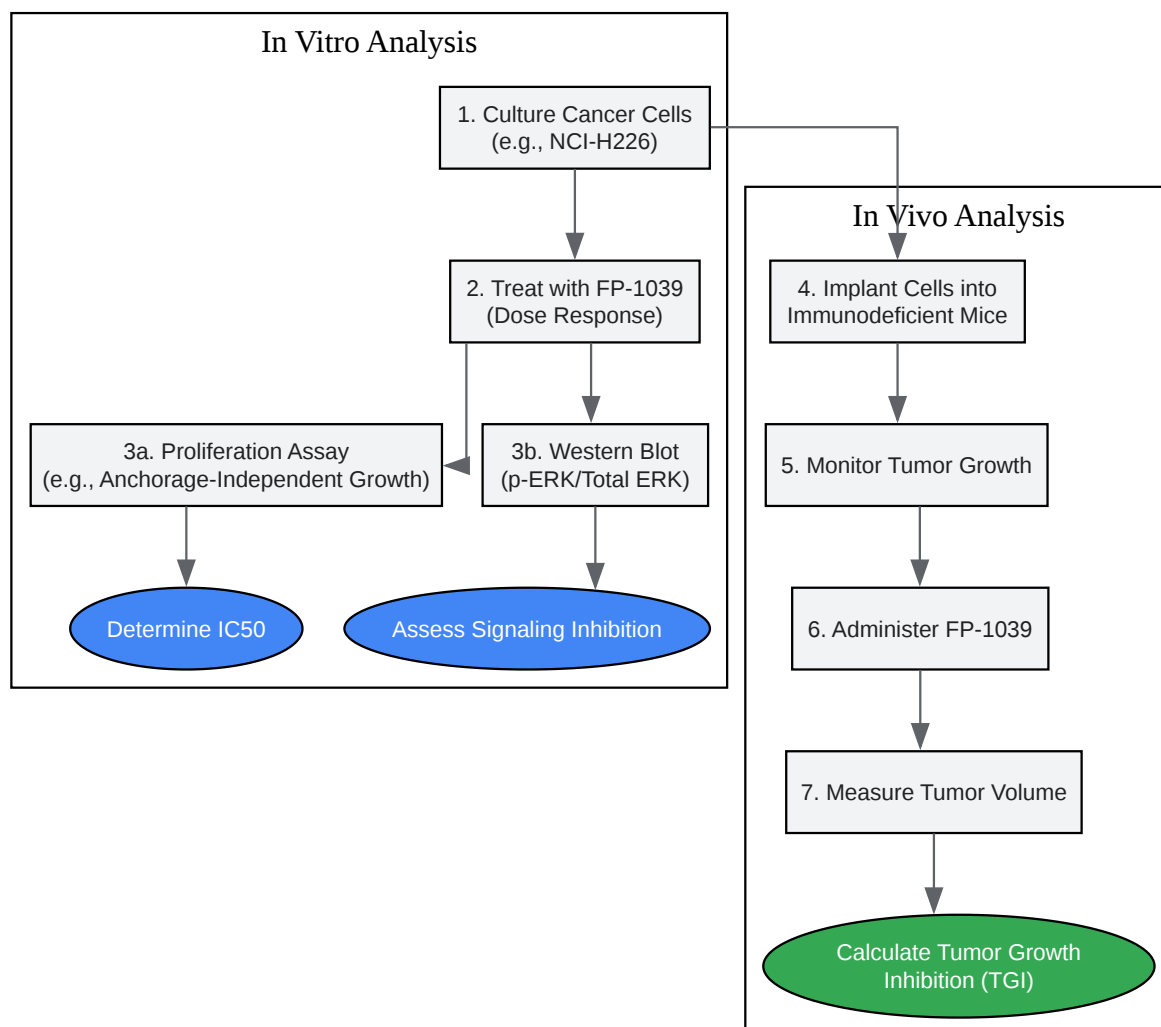 In Vitro Analysis
1. Culture Cancer Cells
(e.g., NCI-H226)
2. Treat with FP-1039
(Dose Response)
3a. Proliferation Assay
(e.g., Anchorage-Independent Growth)
3b. Western Blot
(p-ERK/Total ERK)
Determine IC50
Assess Signaling Inhibition
In Vivo Analysis
4. Implant Cells into
Immunodeficient Mice
5. Monitor Tumor Growth
6. Administer FP-1039
7. Measure Tumor Volume
Calculate Tumor Growth
Inhibition (TGI)